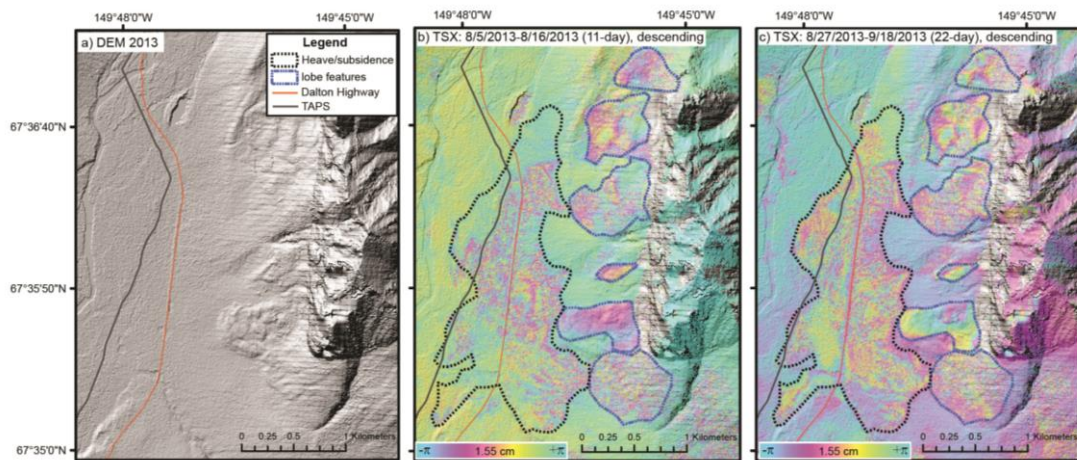 149°48'0"W 149°45'0"W 149°48'0"W 149°45'0"W 149°48'0"W 149°45'0"W
a) DEM 2013
Legend
Heave/subsidence
lobe features
Dalton Highway
TAPS
b) TSX: 8/5/2013-8/16/2013 (11-day), descending
c) TSX: 8/27/2013-9/18/2013 (22-day), descending
67°36'40"N
67°35'50"N
67°35'0"N
0 0.25 0.5 1 Kilometers
-π 1.55 cm +π
0 0.25 0.5 1 Kilometers
-π 1.55 cm +π
0 0.25 0.5 1 Kilometers